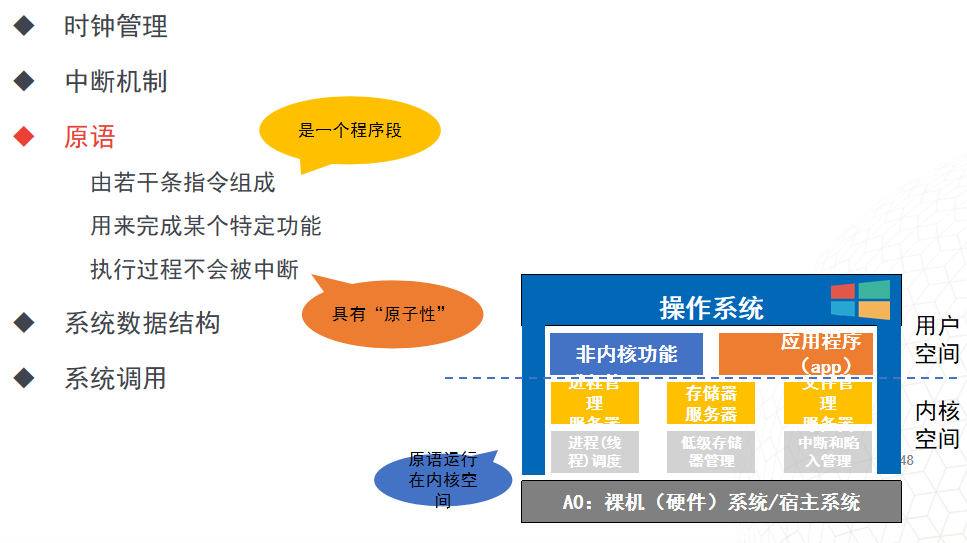 时钟管理
中断机制
原语
是一个程序段
由若干条指令组成
用来完成某个特定功能
执行过程不会被中断
具有“原子性”
系统数据结构
系统调用
操作系统
非内核功能
应用程序
（app）
用户
空间
进程管
理
服务器
存储器
服务器
文件管
理
服务器
内核
空间
进程(线
程)调度
低级存储
器管理
中断和陷
入管理
48
原语运行
在内核空
间
A0：裸机（硬件）系统/宿主系统